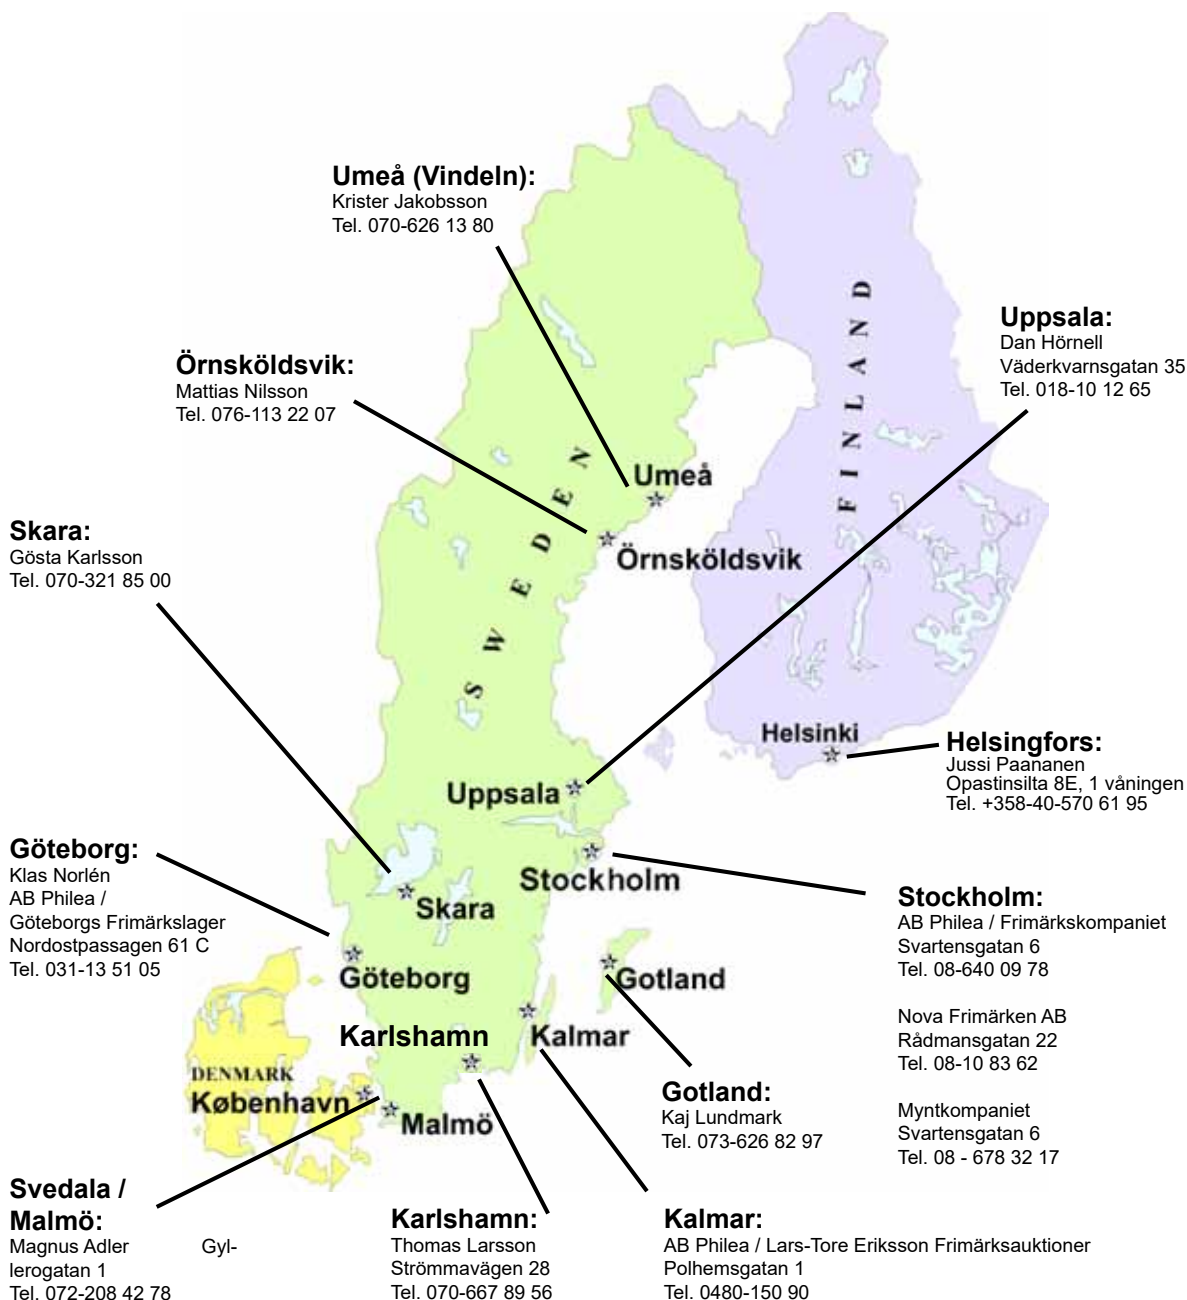 Umeå (Vindeln):
Krister Jakobsson
Tel. 070-626 13 80
Uppsala:
Dan Hörnell
Väderkvarnsgatan 35
Tel. 018-10 12 65
Örnsköldsvik:
Mattias Nilsson
Tel. 076-113 22 07
Skara:
Gösta Karlsson
Tel. 070-321 85 00
FINLAND
SWEDEN
Umeå
Örnsköldsvik
Helsinki
Helsingfors:
Jussi Paananen
Opastinsilta 8E, 1 våningen
Tel. +358-40-570 61 95
Uppsala
Stockholm
Skara
Göteborg
Gotland
Karlshamn
Kalmar
DENMARK
København
Malmö
Göteborg:
Klas Norlén
AB Philea /
Göteborgs Frimärkslager
Nordostpassagen 61 C
Tel. 031-13 51 05
Stockholm:
AB Philea / Frimärkskompaniet
Svartensgatan 6
Tel. 08-640 09 78
Nova Frimärken AB
Rådmansgatan 22
Tel. 08-10 83 62
Myntkompaniet
Svartensgatan 6
Tel. 08 - 678 32 17
Gotland:
Kaj Lundmark
Tel. 073-626 82 97
Svedala /
Malmö:
Magnus Adler Gyl-
lerogatan 1
Tel. 072-208 42 78
Karlshamn:
Thomas Larsson
Strömmavägen 28
Tel. 070-667 89 56
Kalmar:
AB Philea / Lars-Tore Eriksson Frimärksauktioner
Polhemsgatan 1
Tel. 0480-150 90